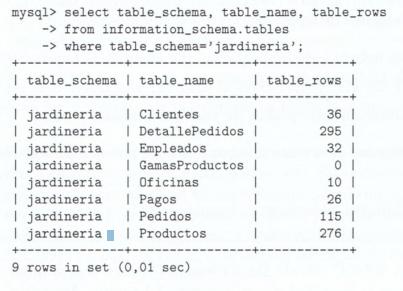 mysql> select table_schema, table_name, table_rows
    -> from information_schema.tables
    -> where table_schema='jardineria';
+--------------+----------------+------------+
| table_schema | table_name     | table_rows |
+--------------+----------------+------------+
| jardineria   | Clientes       |         36 |
| jardineria   | DetallePedidos |        295 |
| jardineria   | Empleados      |         32 |
| jardineria   | GamasProductos |          0 |
| jardineria   | Oficinas       |         10 |
| jardineria   | Pagos          |         26 |
| jardineria   | Pedidos        |        115 |
| jardineria   | Productos      |        276 |
+--------------+----------------+------------+
9 rows in set (0,01 sec)